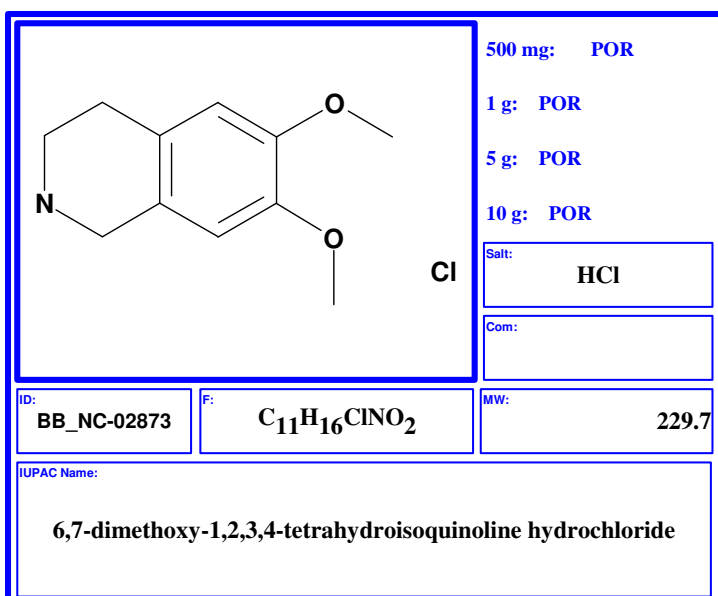 500 mg: POR
1 g: POR
5 g: POR
10 g: POR
O
N
O
Cl
Salt:
HCl
Com:
ID:
BB_NC-02873
F:
C11H16ClNO2
MW:
229.7
IUPAC Name:
6,7-dimethoxy-1,2,3,4-tetrahydroisoquinoline hydrochloride